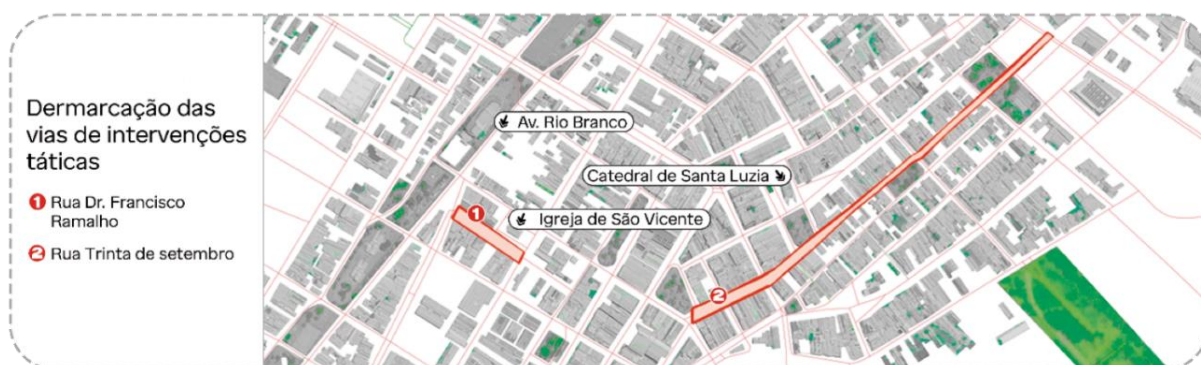 Dermarcação das
vias de intervenções
táticas
1 Rua Dr. Francisco
Ramalho
2 Rua Trinta de setembro
Av. Rio Branco
Catedral de Santa Luzia
1
Igreja de São Vicente
2